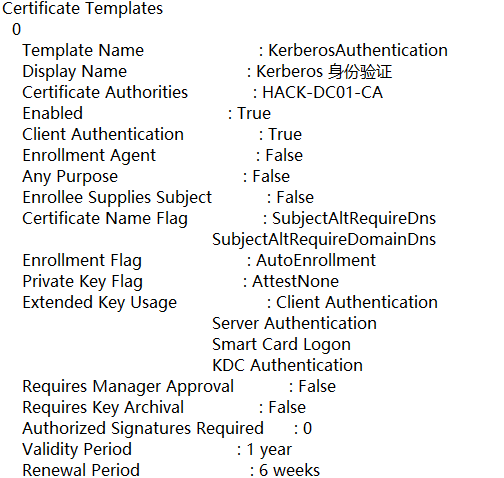 Certificate Templates
0
Template Name : KerberosAuthentication
Display Name : Kerberos 身份验证
Certificate Authorities : HACK-DC01-CA
Enabled : True
Client Authentication : True
Enrollment Agent : False
Any Purpose : False
Enrollee Supplies Subject : False
Certificate Name Flag : SubjectAltRequireDns
SubjectAltRequireDomainDns
Enrollment Flag : AutoEnrollment
Private Key Flag : AttestNone
Extended Key Usage : Client Authentication
Server Authentication
Smart Card Logon
KDC Authentication
Requires Manager Approval : False
Requires Key Archival : False
Authorized Signatures Required : 0
Validity Period : 1 year
Renewal Period : 6 weeks